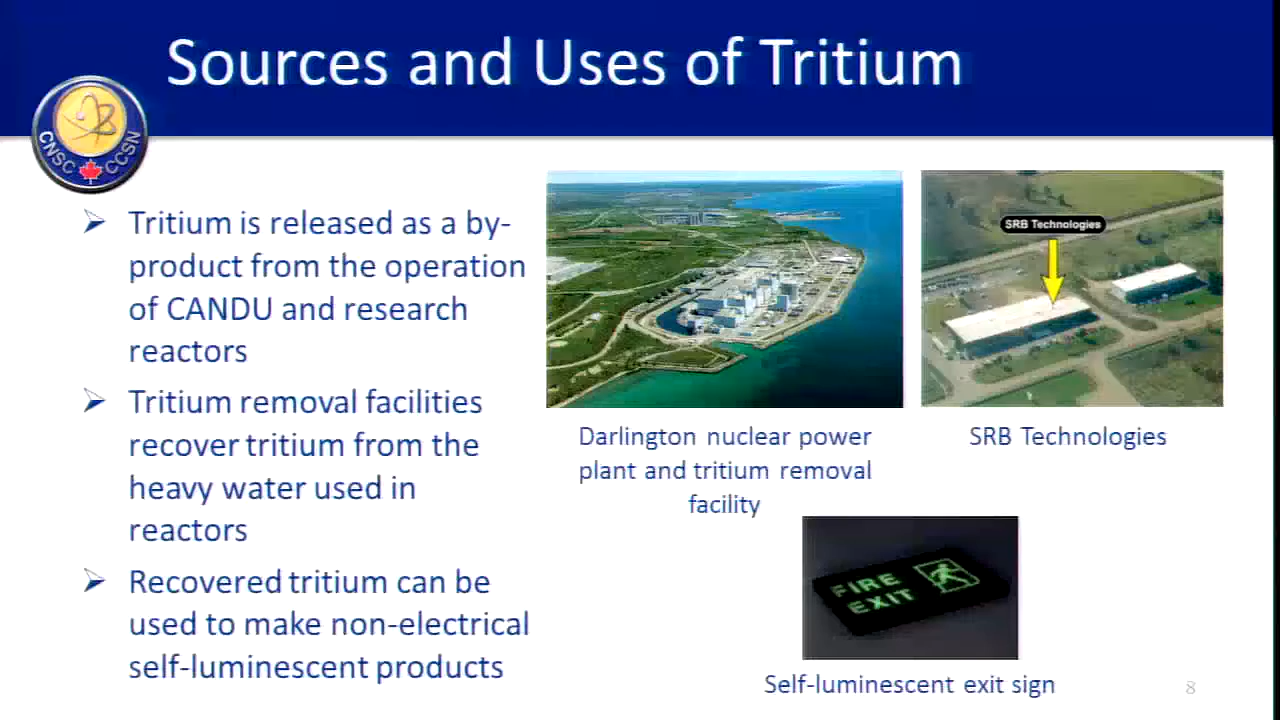 Sources and Uses of Tritium
CNSC CCSN
Tritium is released as a by-
product from the operation
of CANDU and research
reactors
Tritium removal facilities
recover tritium from the
heavy water used in
reactors
Recovered tritium can be
used to make non-electrical
self-luminescent products
SRB Technologies
Darlington nuclear power
plant and tritium removal
facility
SRB Technologies
FIRE
EXIT
Self-luminescent exit sign
8